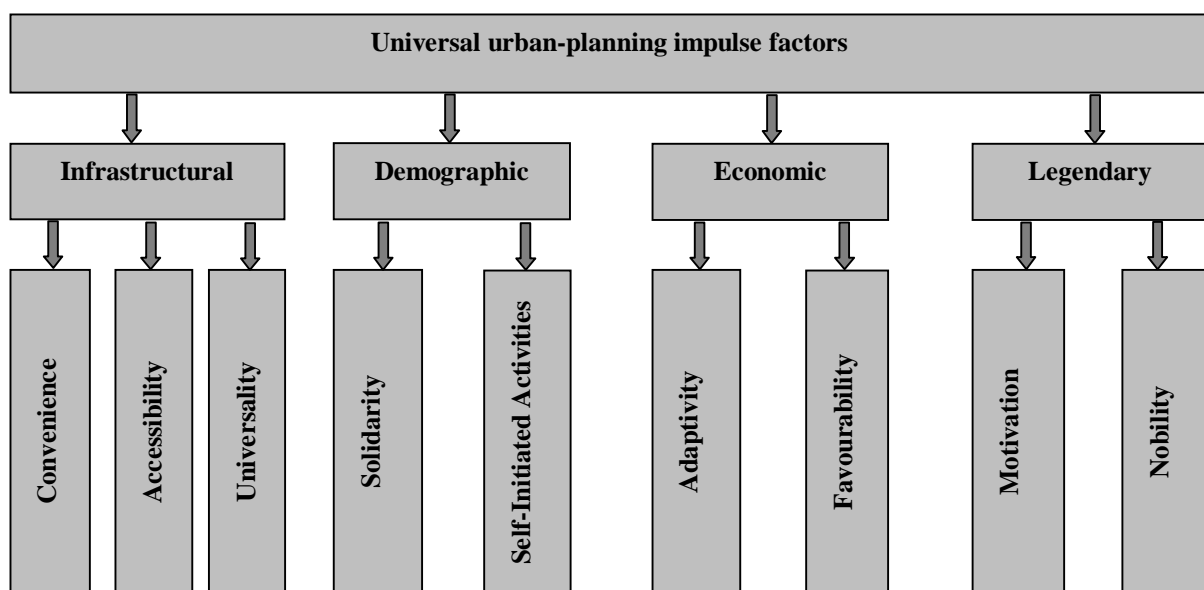 Universal urban-planning impulse factors
Infrastructural
Demographic
Economic
Legendary
Convenience
Accessibility
Universality
Solidarity
Self-Initiated Activities
Adaptivity
Favourability
Motivation
Nobility